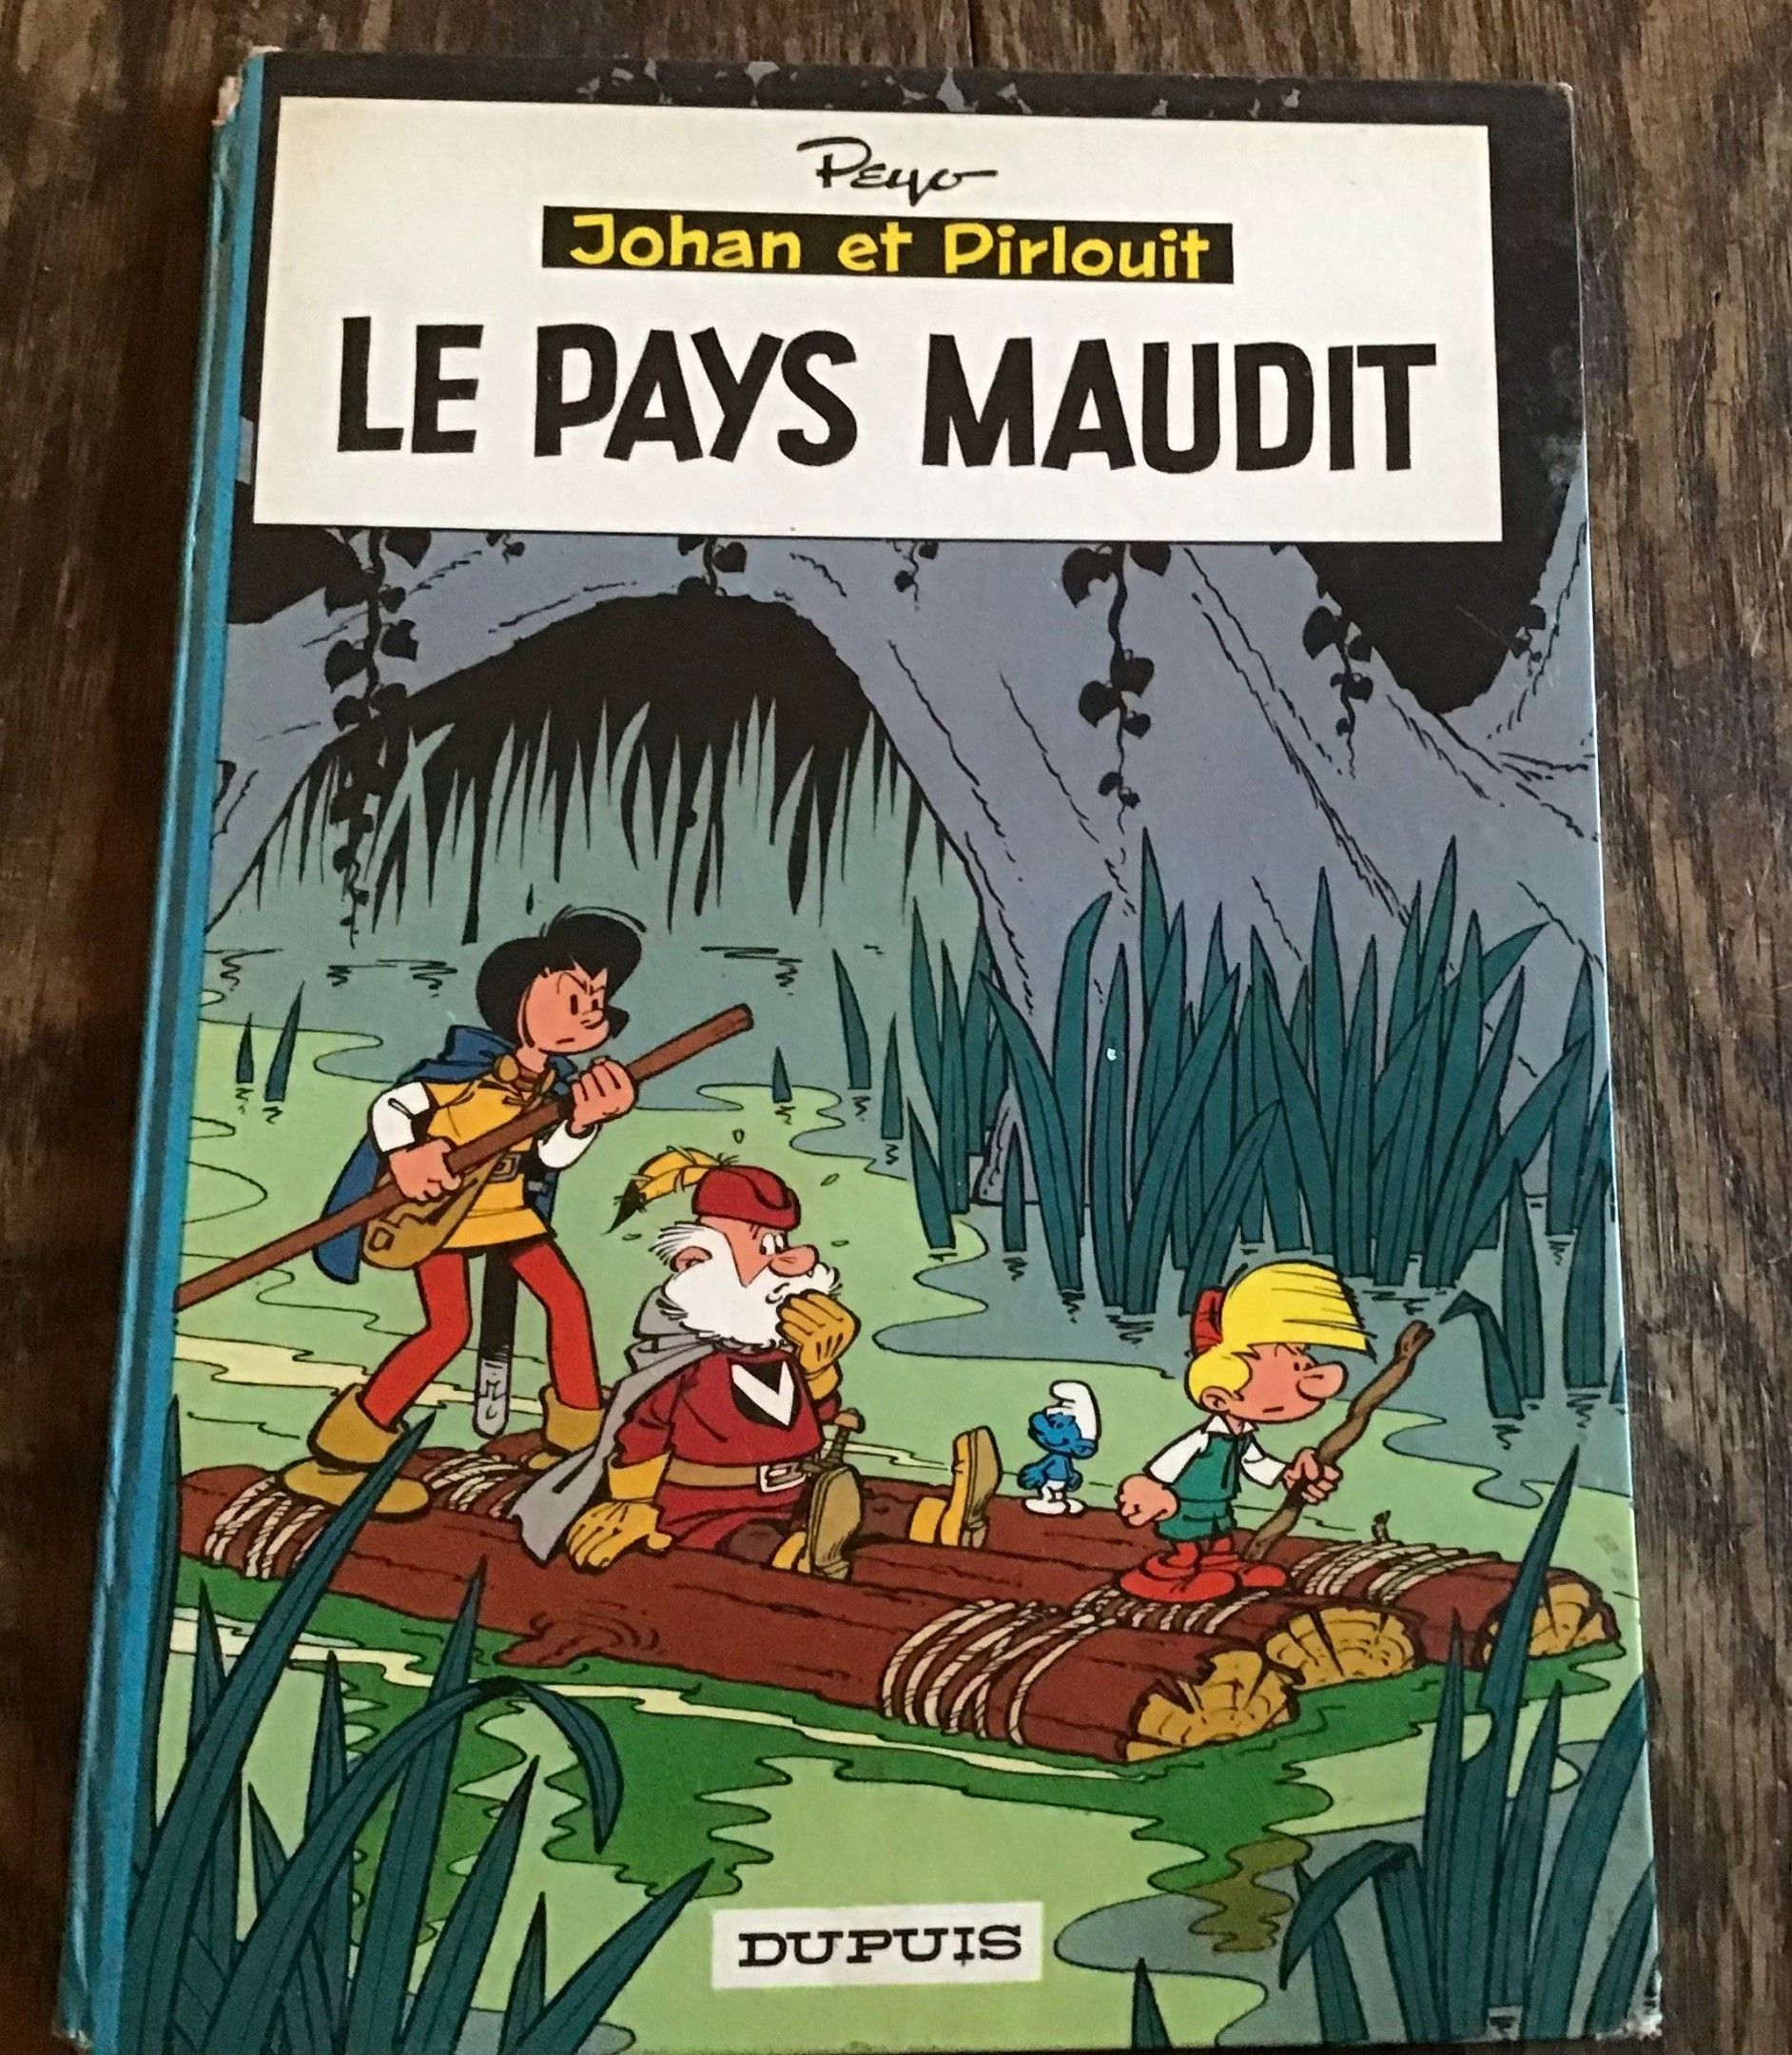 Peyo
Johan et Pirlouit
LE PAYS MAUDIT
DUPUIS